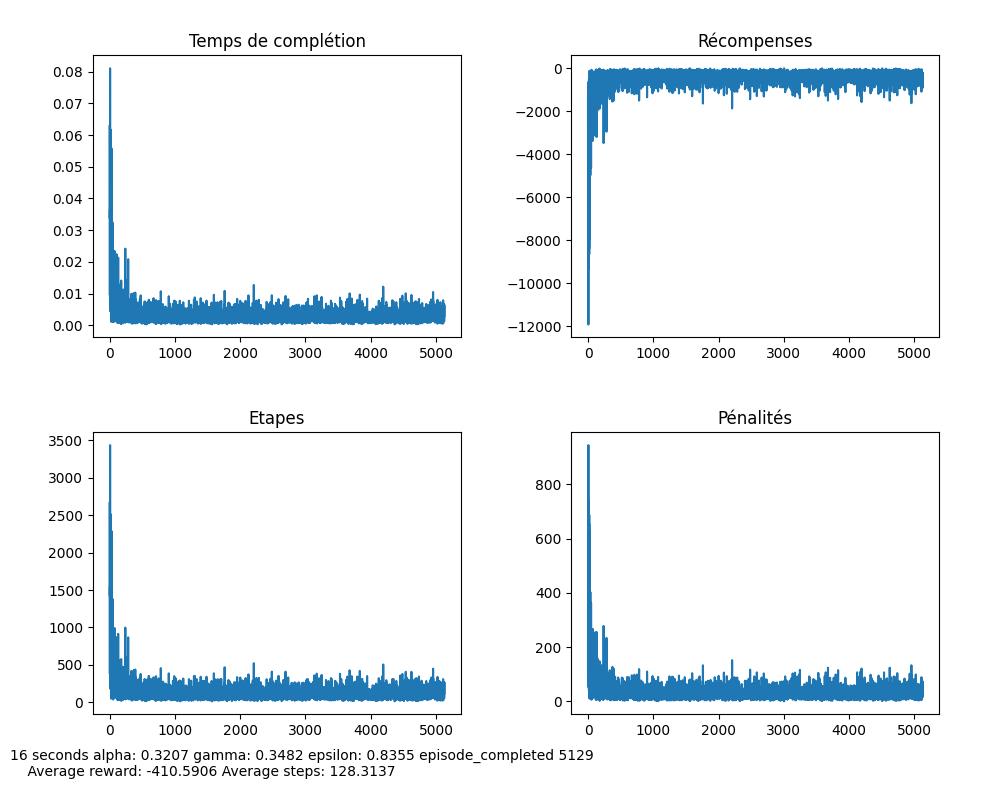 Temps de complétion
0.08
0.07
0.06
0.05
0.04
0.03
0.02
0.01
0.00
0 1000 2000 3000 4000 5000
Récompenses
0
−2000
−4000
−6000
−8000
−10000
−12000
0 1000 2000 3000 4000 5000
Etapes
3500
3000
2500
2000
1500
1000
500
0
0 1000 2000 3000 4000 5000
Pénalités
800
600
400
200
0
0 1000 2000 3000 4000 5000
16 seconds alpha: 0.3207 gamma: 0.3482 epsilon: 0.8355 episode_completed 5129
Average reward: -410.5906 Average steps: 128.3137